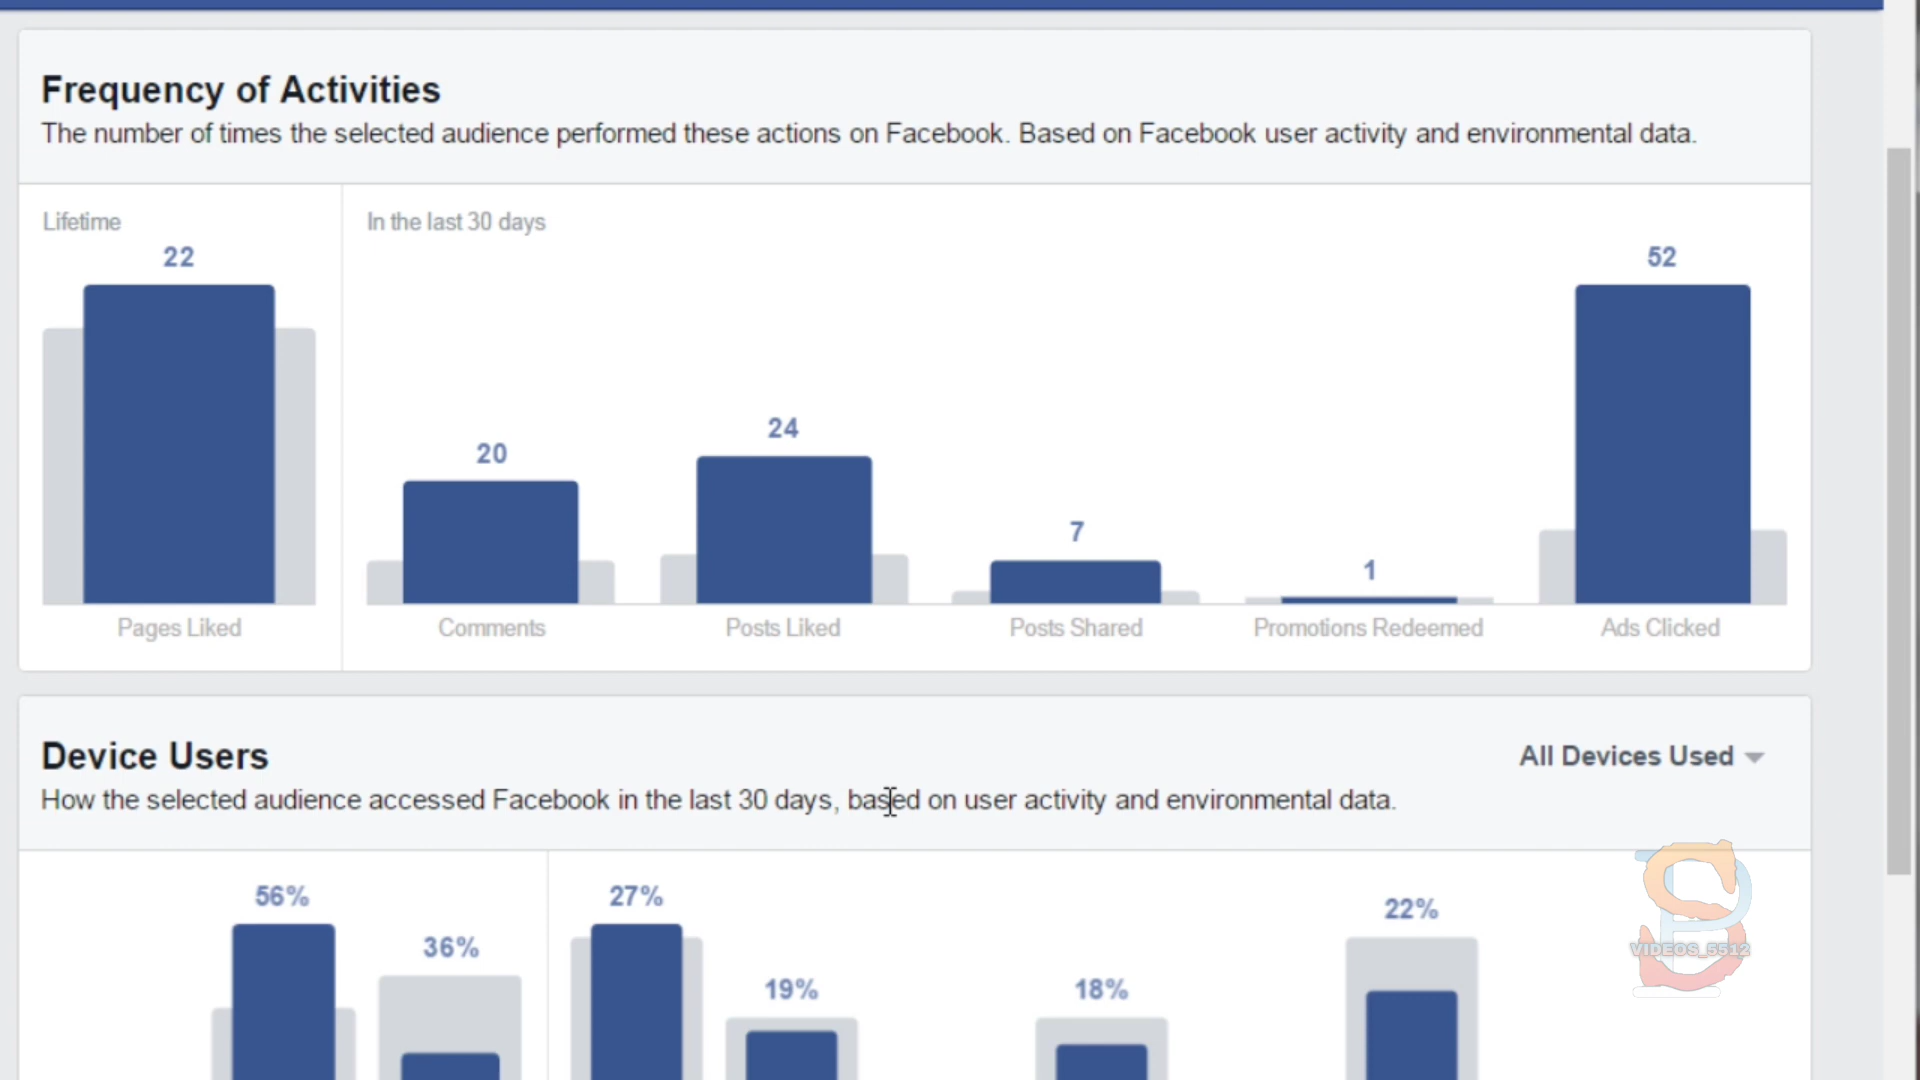 Frequency of Activities
The number of times the selected audience performed these actions on Facebook. Based on Facebook user activity and environmental data.
Lifetime
In the last 30 days
22
20
24
7
1
52
Pages Liked
Comments
Posts Liked
Posts Shared
Promotions Redeemed
Ads Clicked
Device Users
All Devices Used
How the selected audience accessed Facebook in the last 30 days, based on user activity and environmental data.
56%
36%
27%
19%
18%
22%
VIDEOS_5512